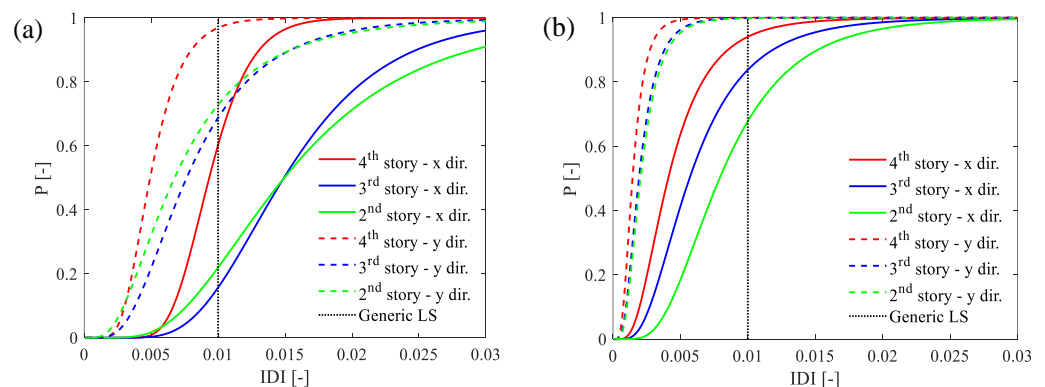 (a)
1
0.8
0.6
0.4
0.2
0
P [-]
0 0.005 0.01 0.015 0.02 0.025 0.03
IDI [-]
4th story - x dir.
3rd story - x dir.
2nd story - x dir.
4th story - y dir.
3rd story - y dir.
2nd story - y dir.
Generic LS
(b)
1
0.8
0.6
0.4
0.2
0
P [-]
0 0.005 0.01 0.015 0.02 0.025 0.03
IDI [-]
4th story - x dir.
3rd story - x dir.
2nd story - x dir.
4th story - y dir.
3rd story - y dir.
2nd story - y dir.
Generic LS